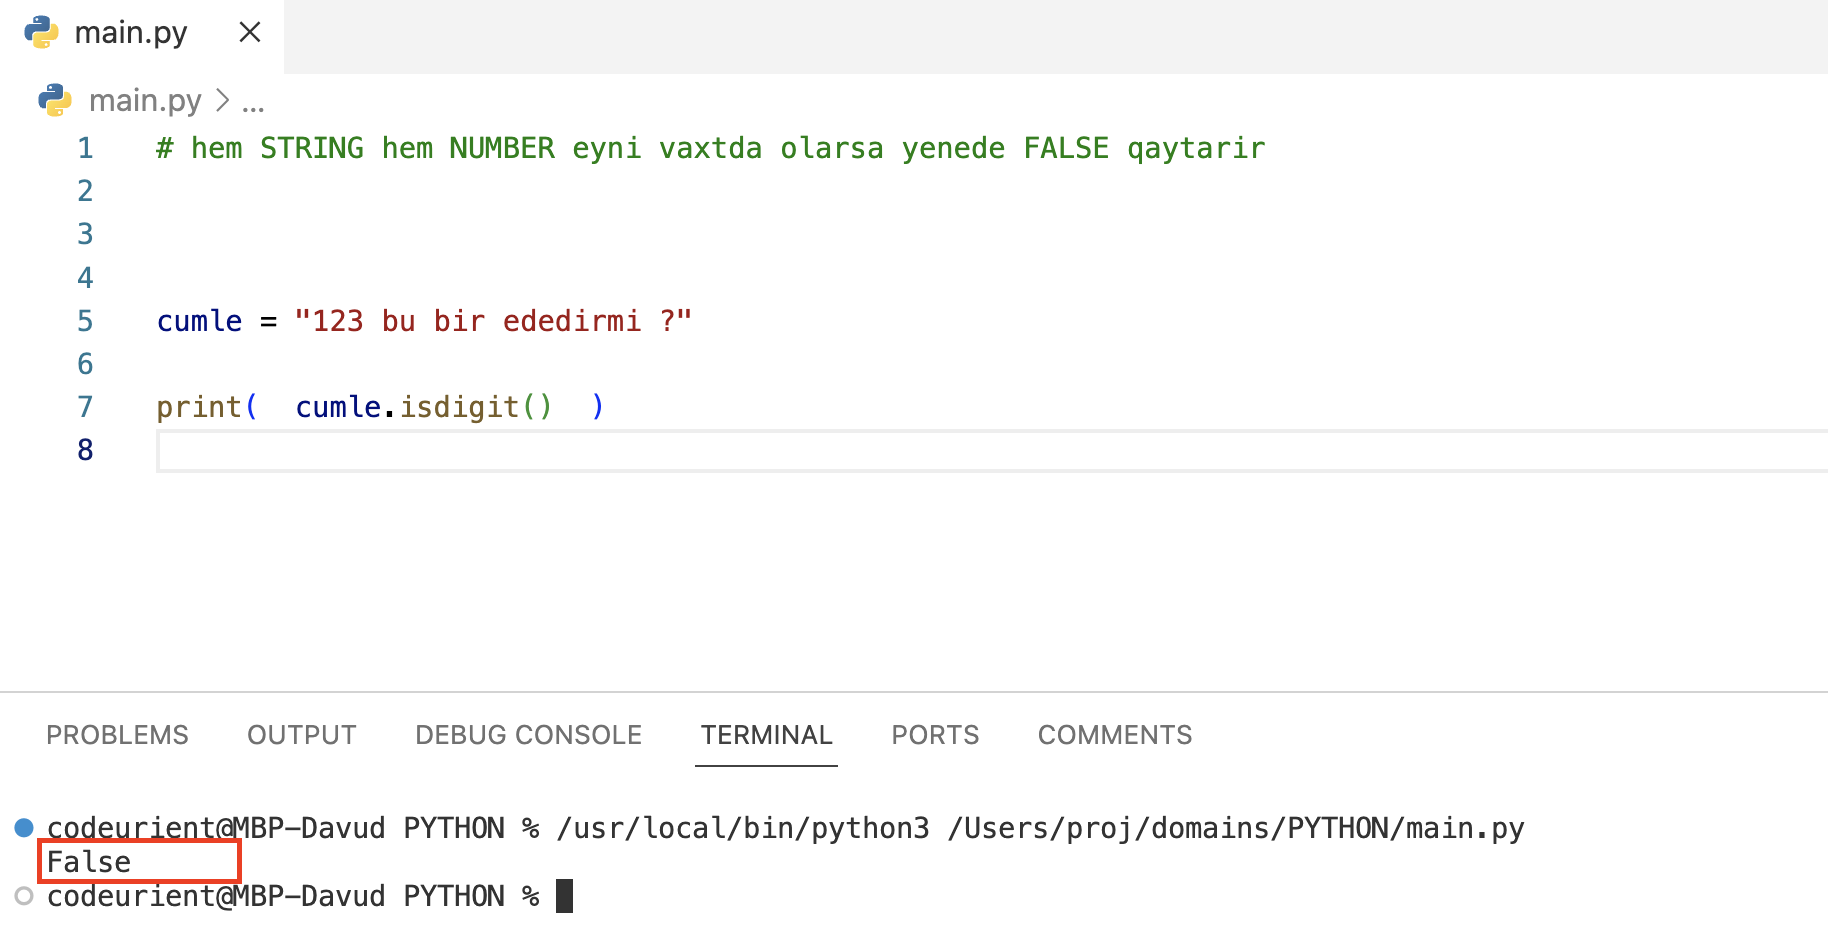 main.py
main.py > ...
1 # hem STRING hem NUMBER eyni vaxtda olarsa yenede FALSE qaytarir
2
3
4
5 cumle = "123 bu bir ededirmi ?"
6
7 print(  cumle.isdigit()  )
8
PROBLEMS OUTPUT DEBUG CONSOLE TERMINAL PORTS COMMENTS
codeurient@MBP-Davud PYTHON % /usr/local/bin/python3 /Users/proj/domains/PYTHON/main.py
False
codeurient@MBP-Davud PYTHON %